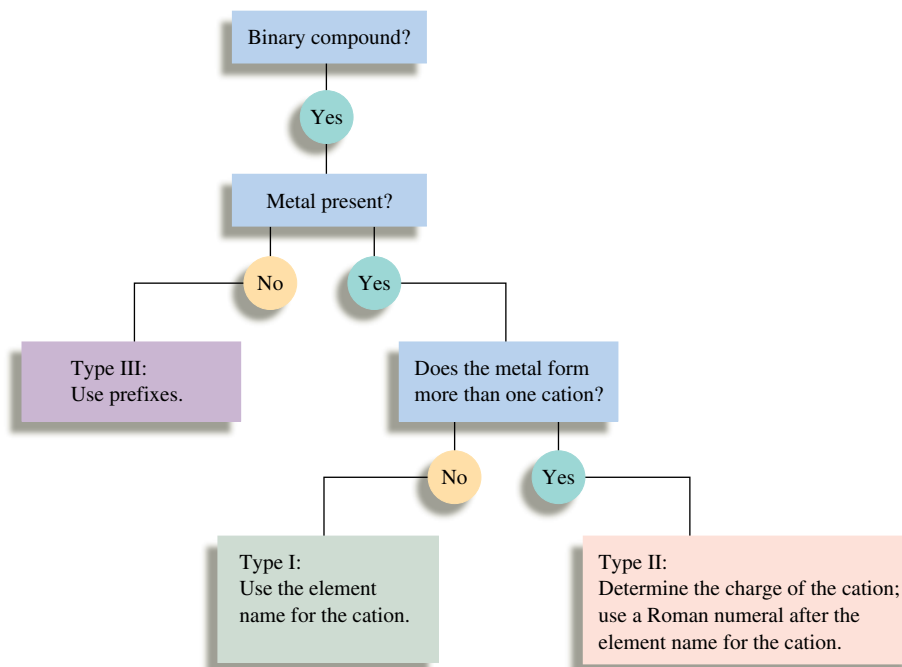 Binary compound?
Yes
Metal present?
No
Yes
Type III:
Use prefixes.
Does the metal form
more than one cation?
No
Yes
Type I:
Use the element
name for the cation.
Type II:
Determine the charge of the cation;
use a Roman numeral after the
element name for the cation.